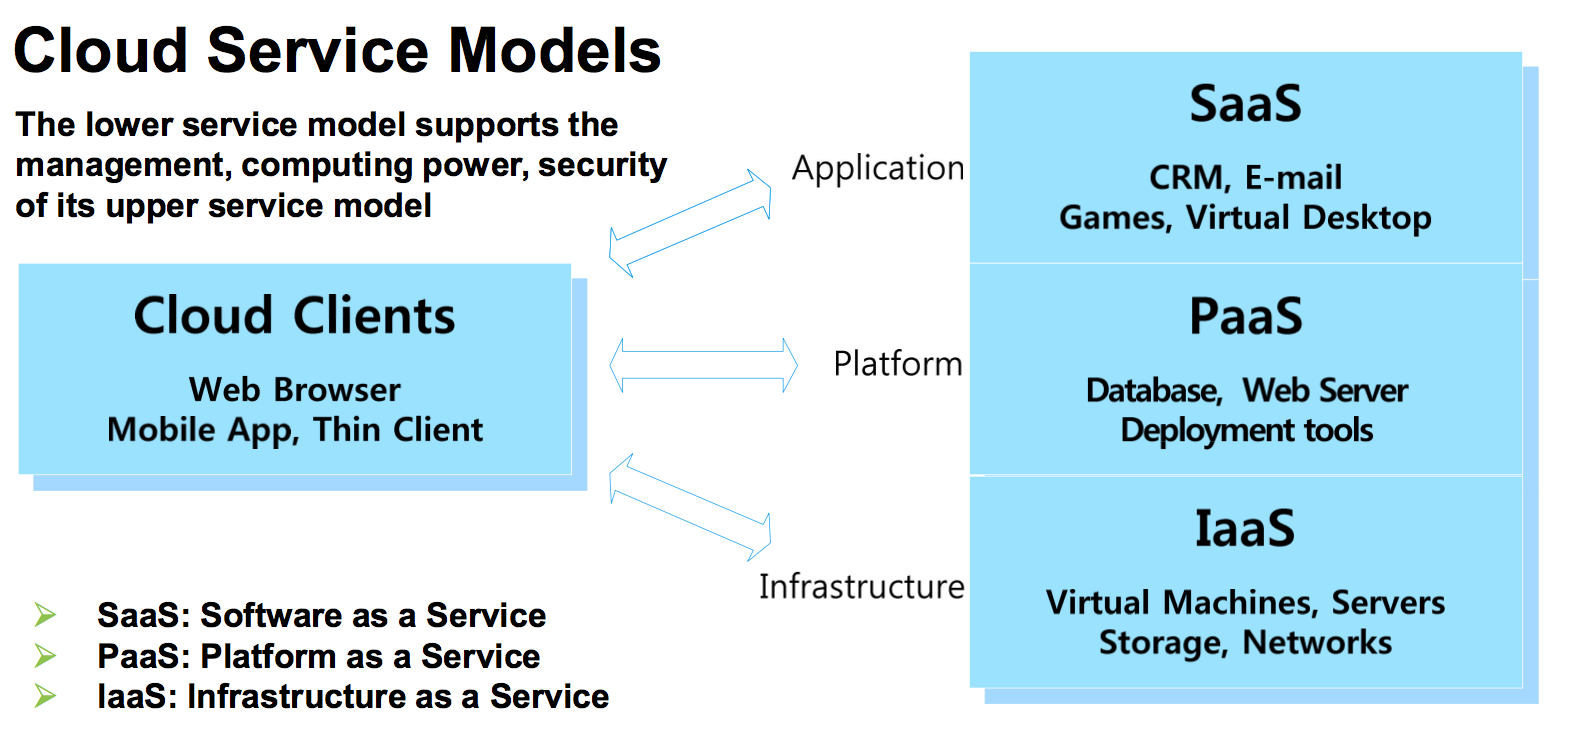 Cloud Service Models
The lower service model supports the
management, computing power, security
of its upper service model
Cloud Clients
Web Browser
Mobile App, Thin Client
Application
Platform
Infrastructure
SaaS
CRM, E-mail
Games, Virtual Desktop
PaaS
Database, Web Server
Deployment tools
IaaS
Virtual Machines, Servers
Storage, Networks
SaaS: Software as a Service
PaaS: Platform as a Service
IaaS: Infrastructure as a Service